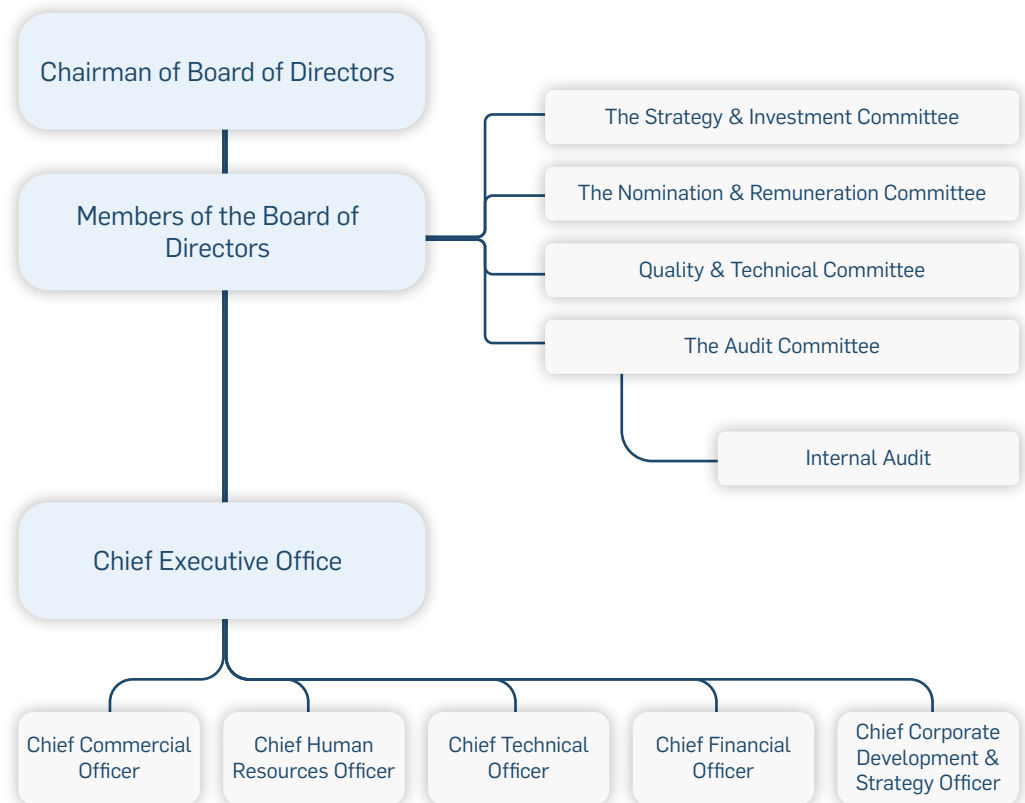 Chairman of Board of Directors
Members of the Board of
Directors
The Strategy & Investment Committee
The Nomination & Remuneration Committee
Quality & Technical Committee
The Audit Committee
Internal Audit
Chief Executive Office
Chief Commercial
Officer
Chief Human
Resources Officer
Chief Technical
Officer
Chief Financial
Officer
Chief Corporate
Development &
Strategy Officer